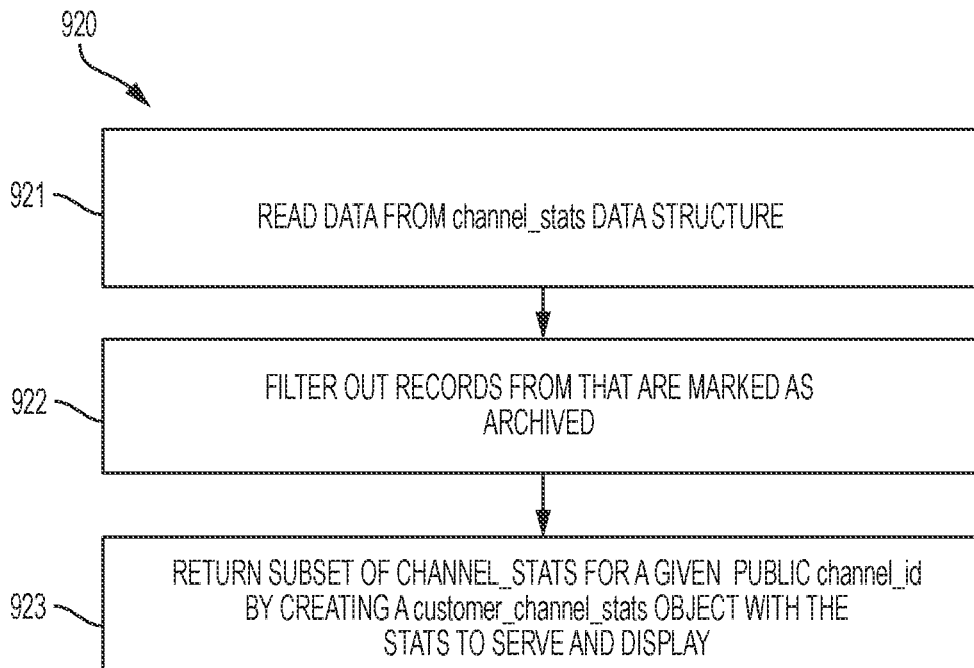 920
921
READ DATA FROM channel_stats DATA STRUCTURE
922
FILTER OUT RECORDS FROM THAT ARE MARKED AS
ARCHIVED
923
RETURN SUBSET OF CHANNEL_STATS FOR A GIVEN PUBLIC channel_id
BY CREATING A customer_channel_stats OBJECT WITH THE
STATS TO SERVE AND DISPLAY